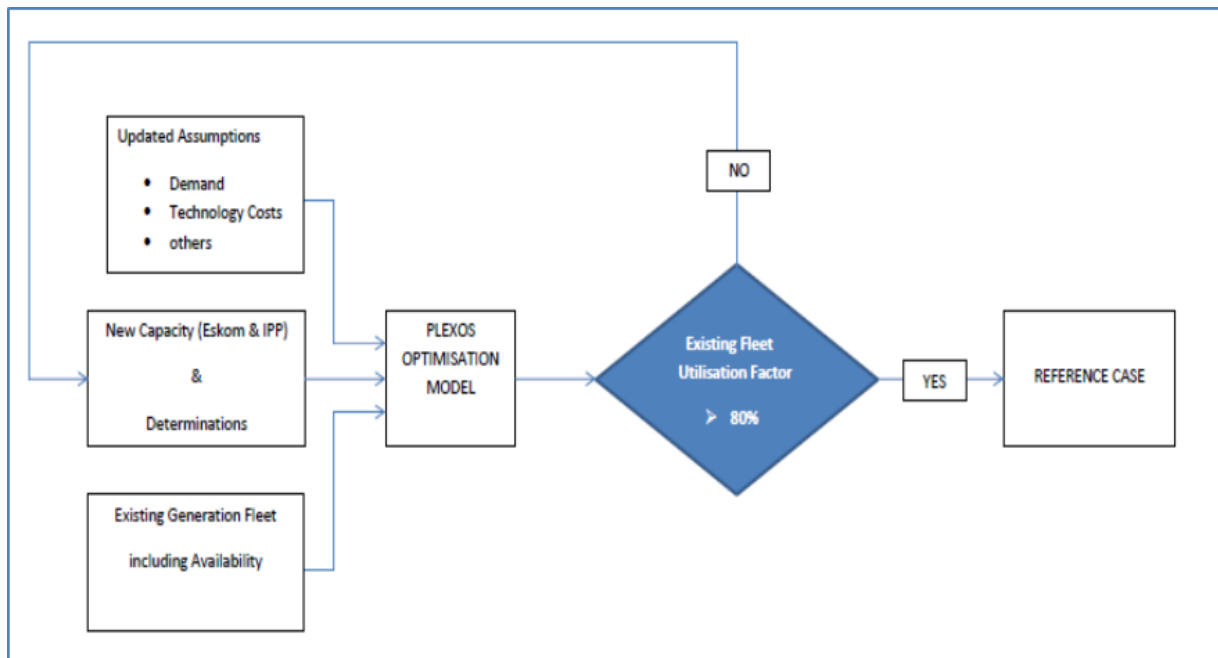 Updated Assumptions
• Demand
• Technology Costs
• others
New Capacity (Eskom & IPP)
&
Determinations
Existing Generation Fleet
including Availability
PLEXOS
OPTIMISATION
MODEL
NO
Existing Fleet
Utilisation Factor
➢ 80%
YES
REFERENCE CASE